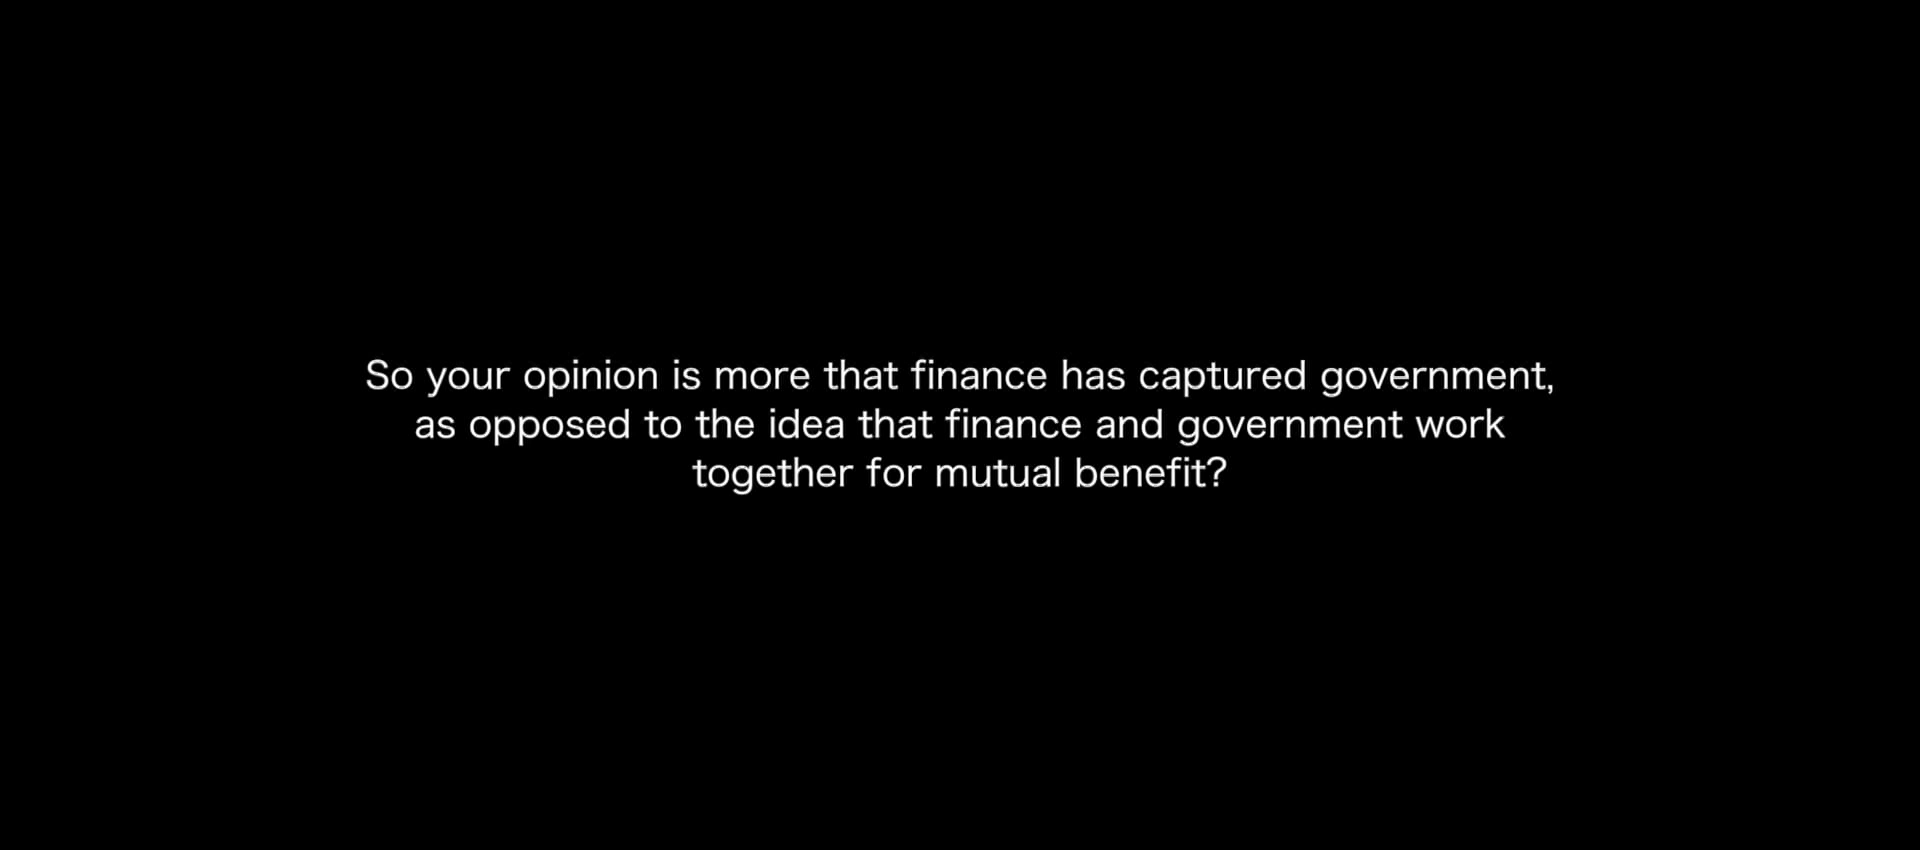 So your opinion is more that finance has captured government,
as opposed to the idea that finance and government work
together for mutual benefit?